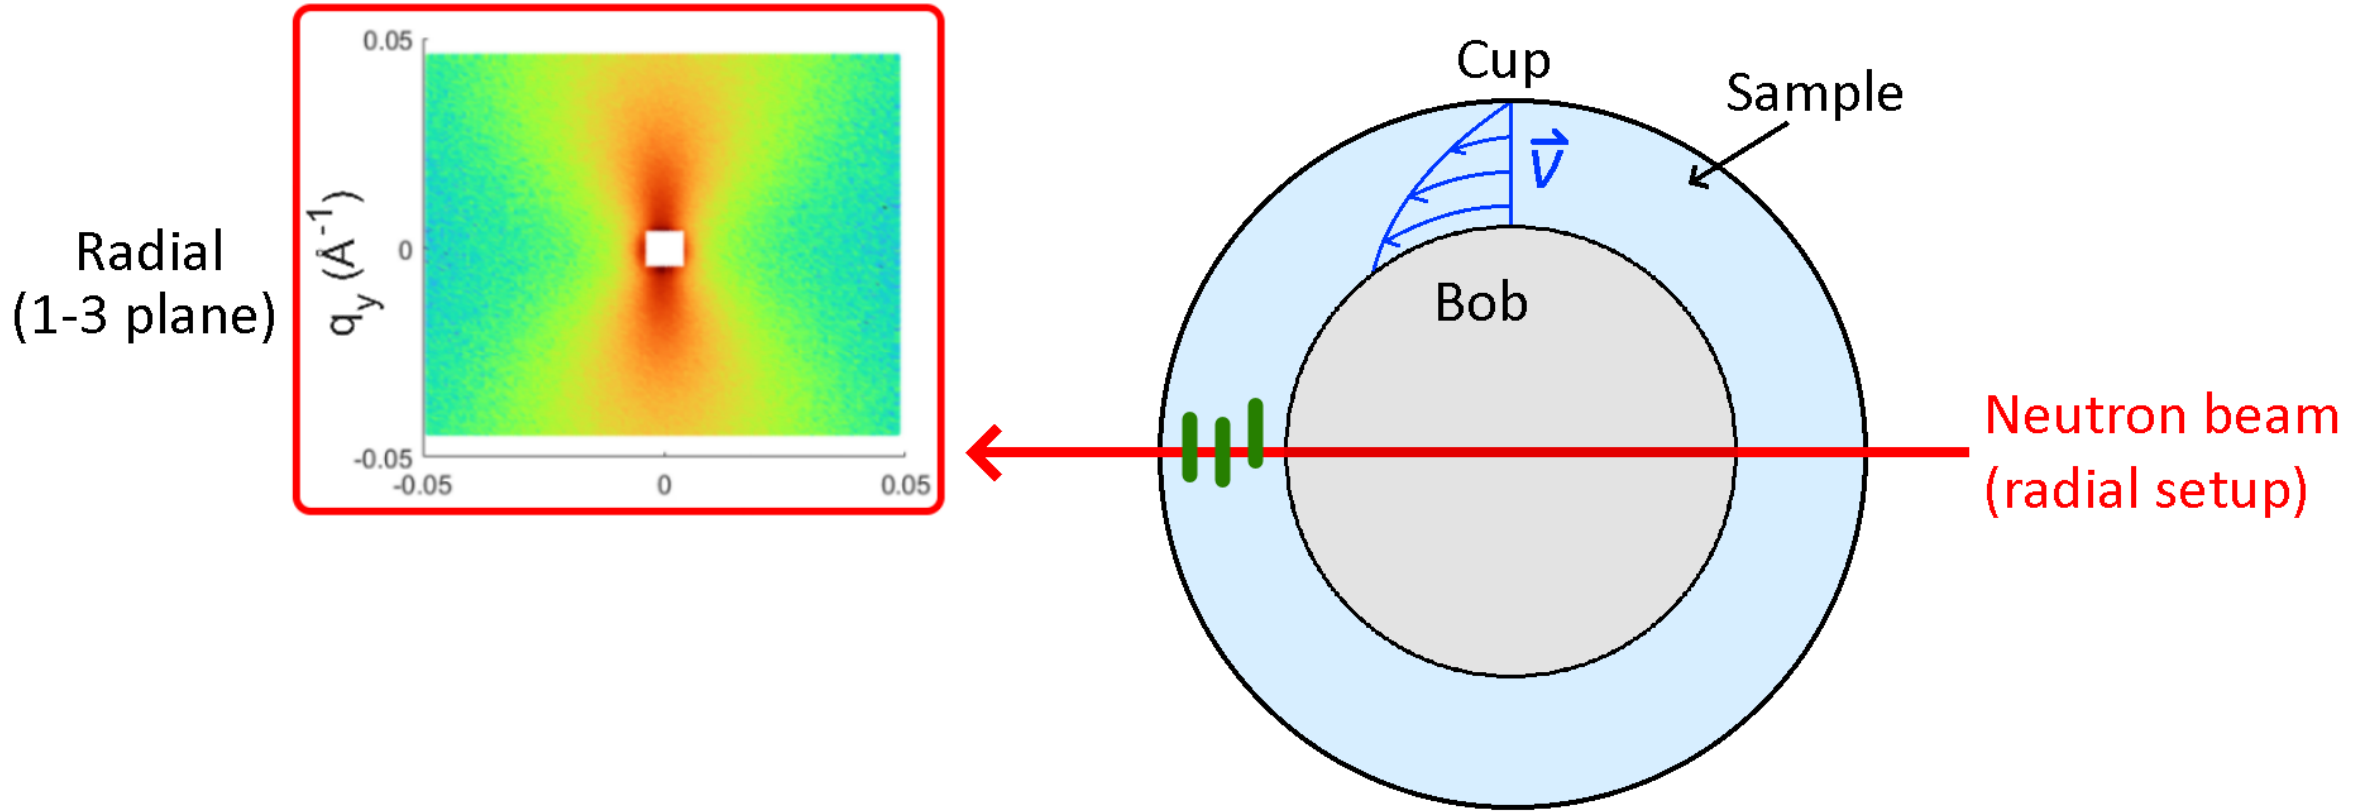 Radial
(1-3 plane)
q_y (Å^-1)
0.05
0
-0.05
-0.05
0
0.05
Cup
Sample
V⃗
Bob
Neutron beam
(radial setup)